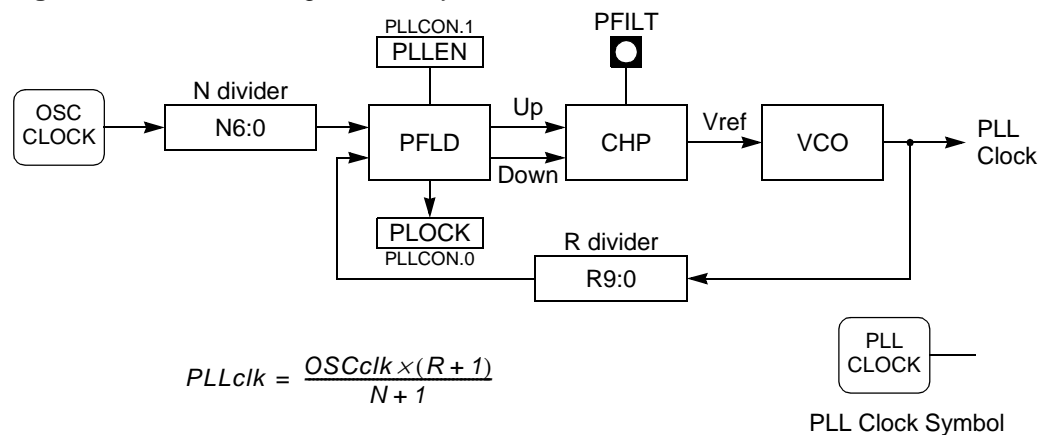 PLLCON.1
PLLEN
PFILT
N divider
OSC
CLOCK
N6:0
PFLD
Up
Down
CHP
Vref
VCO
PLL
Clock
PLOCK
PLLCON.0
R divider
R9:0
PLLclk = OSCclk × (R + 1)
N + 1
PLL
CLOCK
PLL Clock Symbol